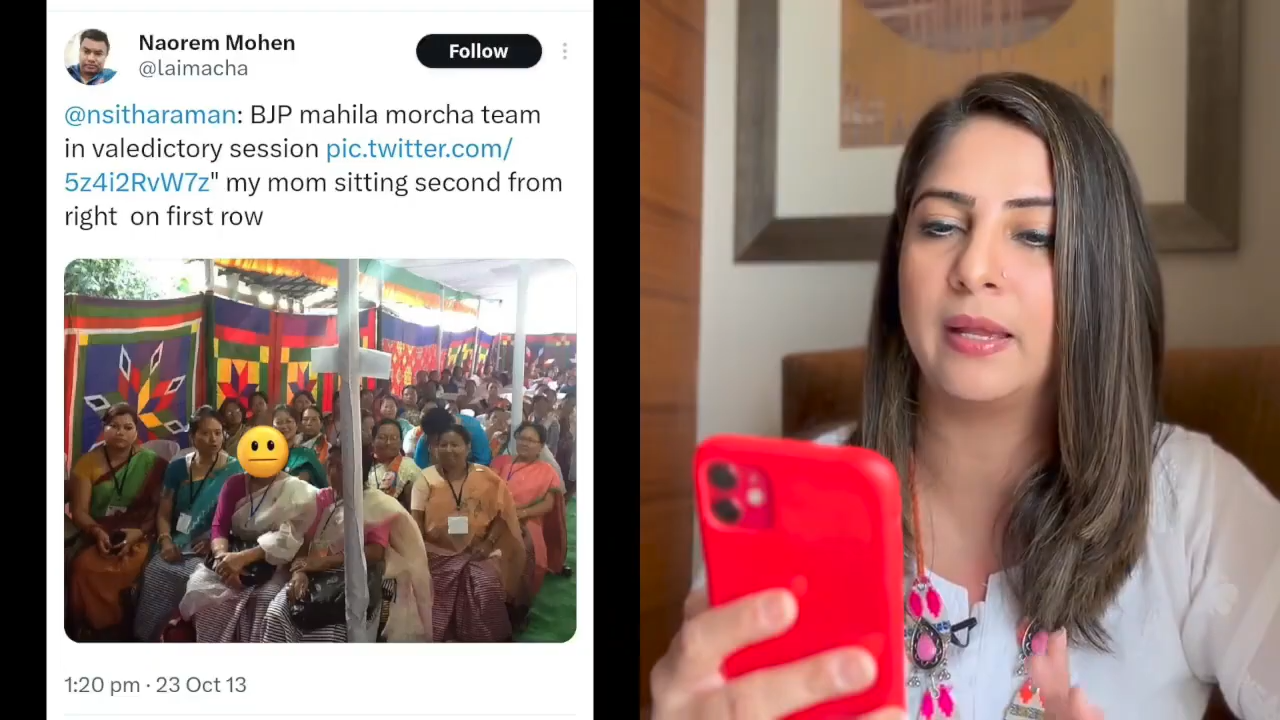 Naorem Mohen
Follow
@laimacha
@nsitharaman: BJP mahila morcha team
in valedictory session pic.twitter.com/
5z4i2RvW7z" my mom sitting second from
right on first row
1:20 pm · 23 Oct 13